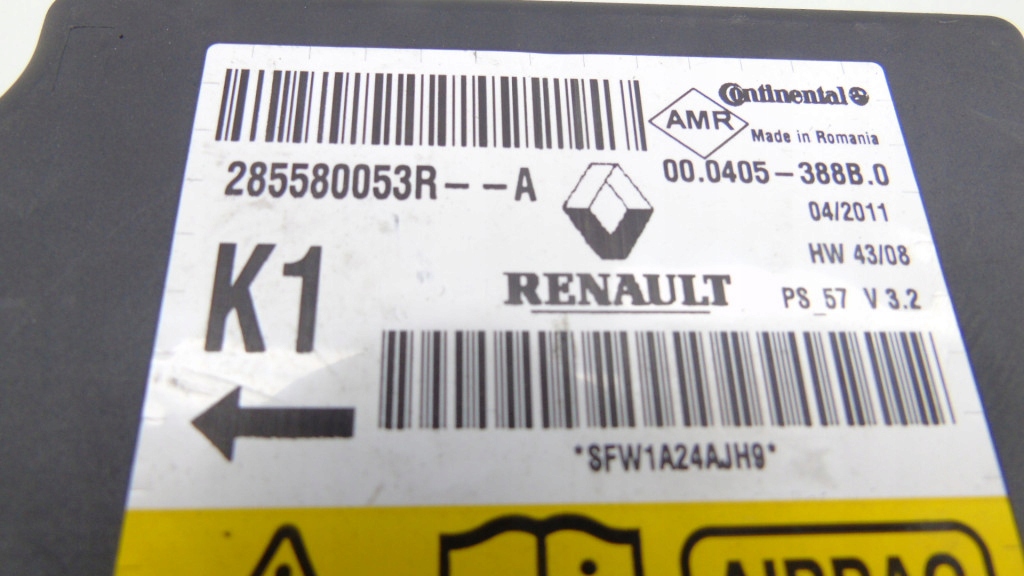 Continental
AMR
Made in Romania
285580053R--A
00.0405-388B.0
04/2011
K1
HW 43/08
RENAULT
PS_57 V 3.2
*SFW1A24AJH9*
AIRBAG